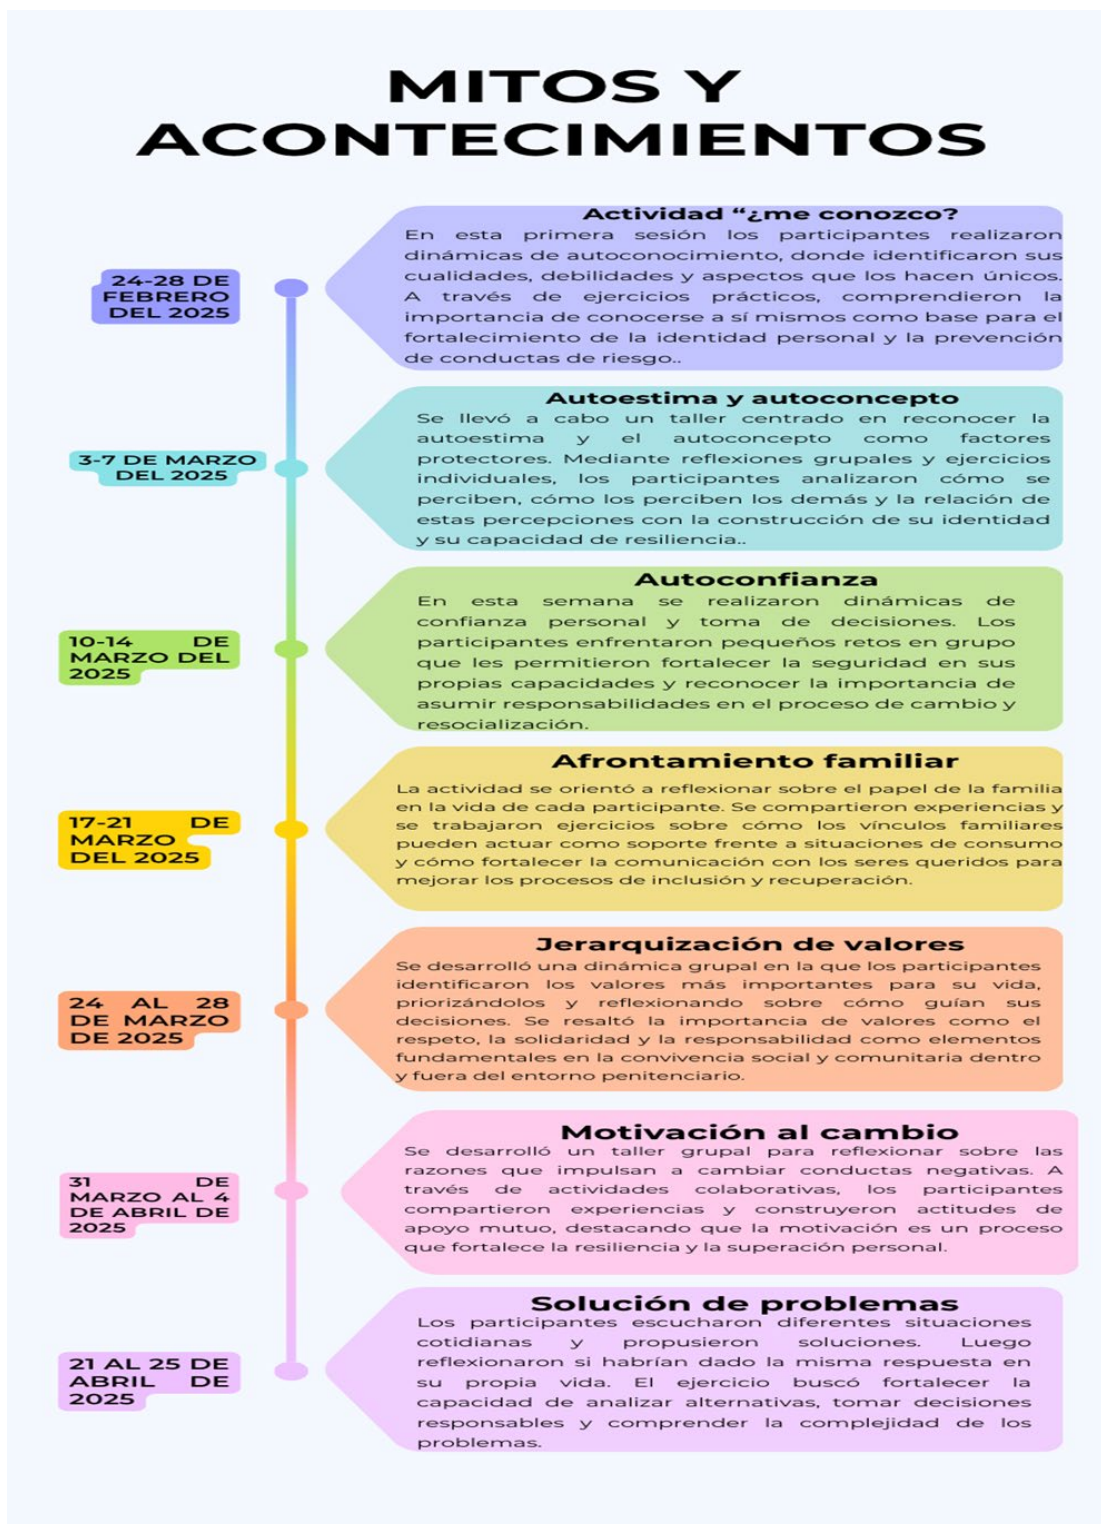 MITOS Y
ACONTECIMIENTOS
24-28 DE
FEBRERO
DEL 2025
Actividad “¿me conozco?
En esta primera sesión los participantes realizaron
dinámicas de autoconocimiento, donde identificaron sus
cualidades, debilidades y aspectos que los hacen únicos.
A través de ejercicios prácticos, comprendieron la
importancia de conocerse a sí mismos como base para el
fortalecimiento de la identidad personal y la prevención
de conductas de riesgo..
3-7 DE MARZO
DEL 2025
Autoestima y autoconcepto
Se llevó a cabo un taller centrado en reconocer la
autoestima y el autoconcepto como factores
protectores. Mediante reflexiones grupales y ejercicios
individuales, los participantes analizaron cómo se
perciben, cómo los perciben los demás y la relación de
estas percepciones con la construcción de su identidad
y su capacidad de resiliencia..
10-14 DE
MARZO DEL
2025
Autoconfianza
En esta semana se realizaron dinámicas de
confianza personal y toma de decisiones. Los
participantes enfrentaron pequeños retos en grupo
que les permitieron fortalecer la seguridad en sus
propias capacidades y reconocer la importancia de
asumir responsabilidades en el proceso de cambio y
resocialización.
17-21 DE
MARZO
DEL 2025
Afrontamiento familiar
La actividad se orientó a reflexionar sobre el papel de la familia
en la vida de cada participante. Se compartieron experiencias y
se trabajaron ejercicios sobre cómo los vínculos familiares
pueden actuar como soporte frente a situaciones de consumo
y cómo fortalecer la comunicación con los seres queridos para
mejorar los procesos de inclusión y recuperación.
24 AL 28
DE MARZO
DE 2025
Jerarquización de valores
Se desarrolló una dinámica grupal en la que los participantes
identificaron los valores más importantes para su vida,
priorizándolos y reflexionando sobre cómo guían sus
decisiones. Se resaltó la importancia de valores como el
respeto, la solidaridad y la responsabilidad como elementos
fundamentales en la convivencia social y comunitaria dentro
y fuera del entorno penitenciario.
31 DE
MARZO AL 4
DE ABRIL DE
2025
Motivación al cambio
Se desarrolló un taller grupal para reflexionar sobre las
razones que impulsan a cambiar conductas negativas. A
través de actividades colaborativas, los participantes
compartieron experiencias y construyeron actitudes de
apoyo mutuo, destacando que la motivación es un proceso
que fortalece la resiliencia y la superación personal.
21 AL 25 DE
ABRIL DE
2025
Solución de problemas
Los participantes escucharon diferentes situaciones
cotidianas y propusieron soluciones. Luego
reflexionaron si habrían dado la misma respuesta en
su propia vida. El ejercicio buscó fortalecer la
capacidad de analizar alternativas, tomar decisiones
responsables y comprender la complejidad de los
problemas.